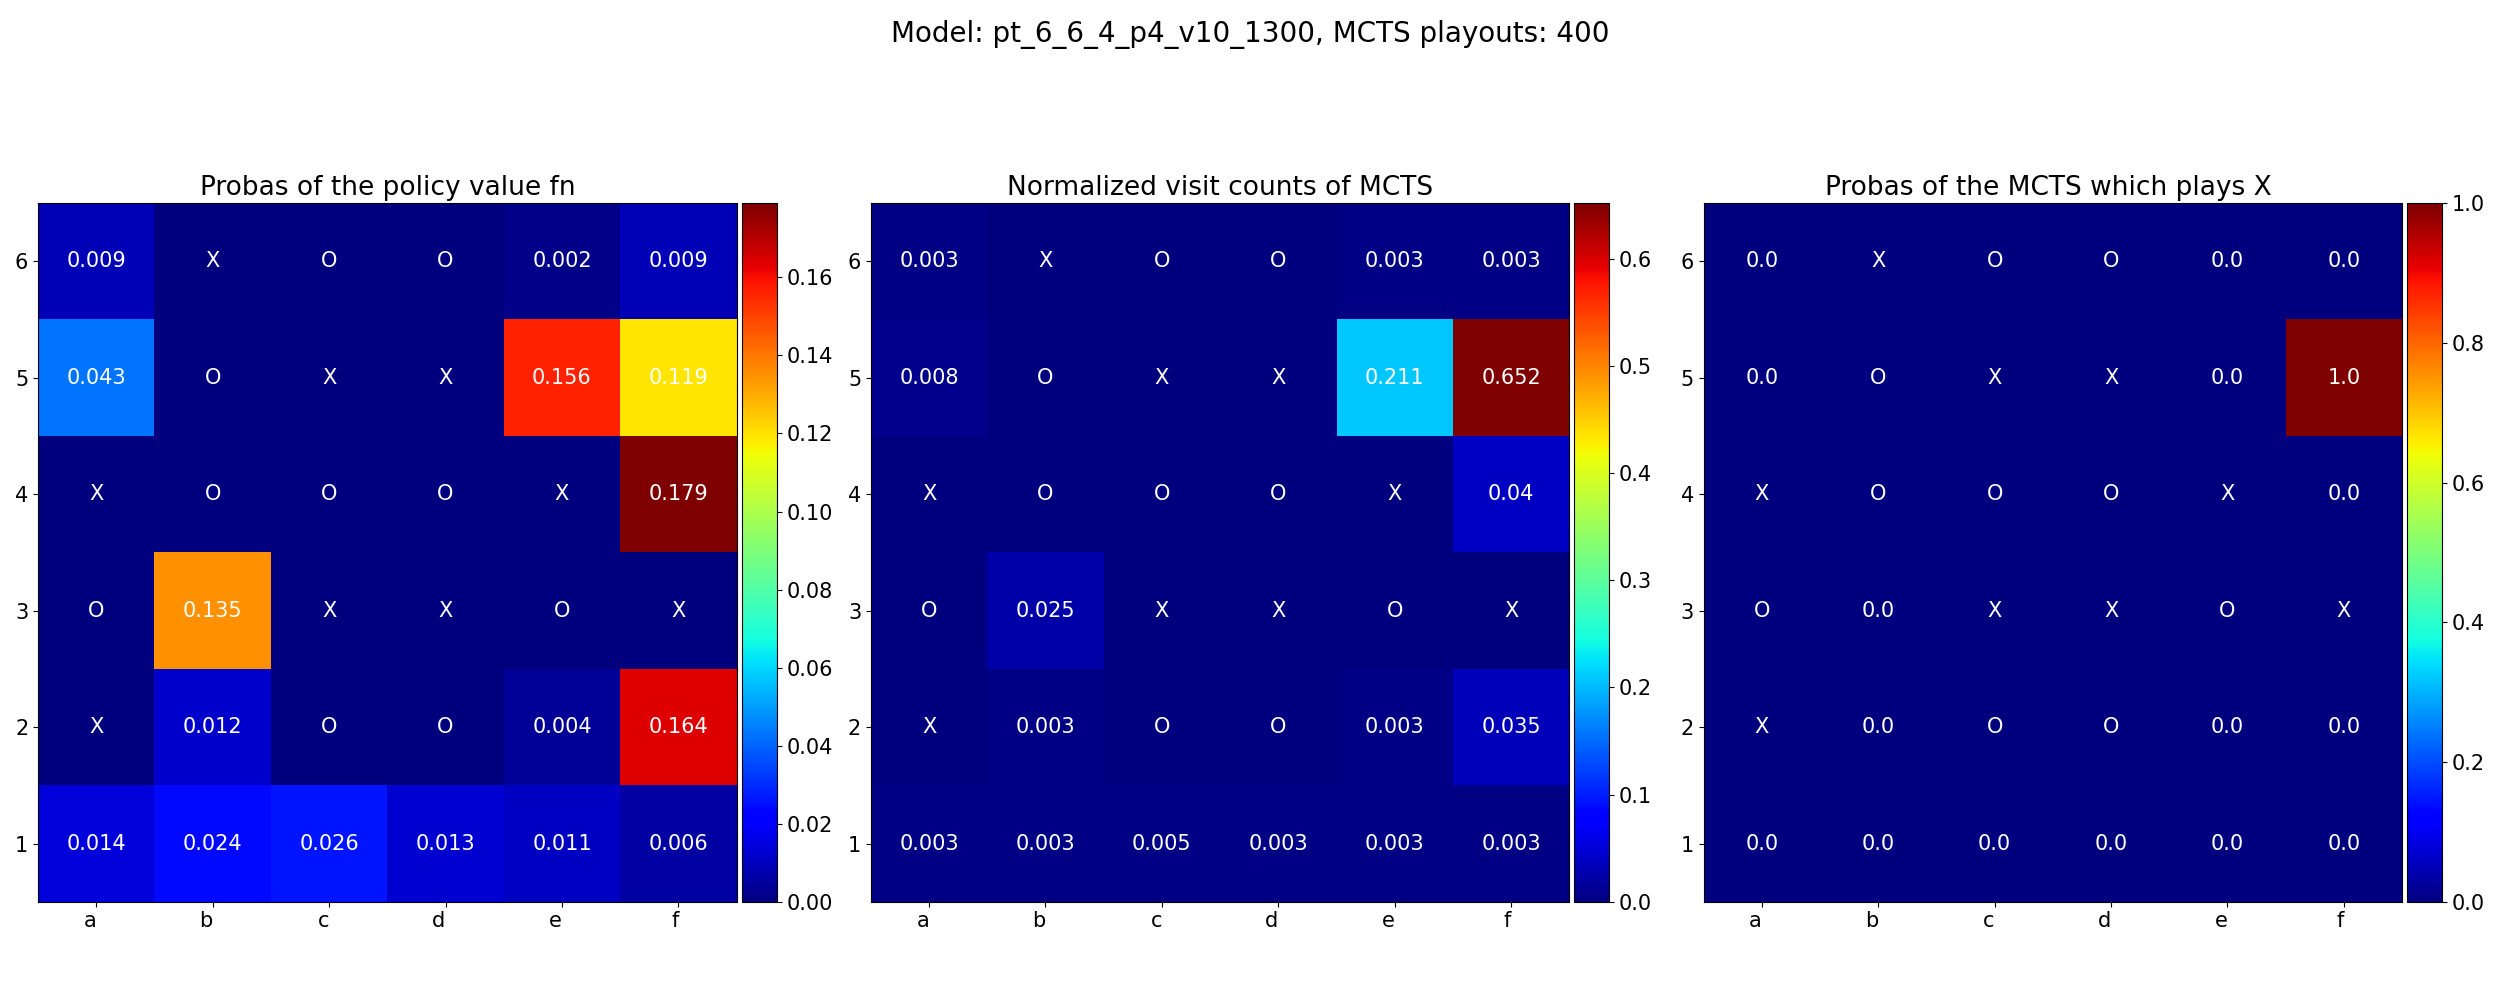 Model: pt_6_6_4_p4_v10_1300, MCTS playouts: 400
Probas of the policy value fn
6 0.009 X O O 0.002 0.009
5 0.043 O X X 0.156 0.119
4 X O O O X 0.179
3 O 0.135 X X O X
2 X 0.012 O O 0.004 0.164
1 0.014 0.024 0.026 0.013 0.011 0.006
a b c d e f
0.16
0.14
0.12
0.10
0.08
0.06
0.04
0.02
0.00
Normalized visit counts of MCTS
6 0.003 X O O 0.003 0.003
5 0.008 O X X 0.211 0.652
4 X O O O X 0.04
3 O 0.025 X X O X
2 X 0.003 O O 0.003 0.035
1 0.003 0.003 0.005 0.003 0.003 0.003
a b c d e f
0.6
0.5
0.4
0.3
0.2
0.1
0.0
Probas of the MCTS which plays X
6 0.0 X O O 0.0 0.0
5 0.0 O X X 0.0 1.0
4 X O O O X 0.0
3 O 0.0 X X O X
2 X 0.0 O O 0.0 0.0
1 0.0 0.0 0.0 0.0 0.0 0.0
a b c d e f
1.0
0.8
0.6
0.4
0.2
0.0